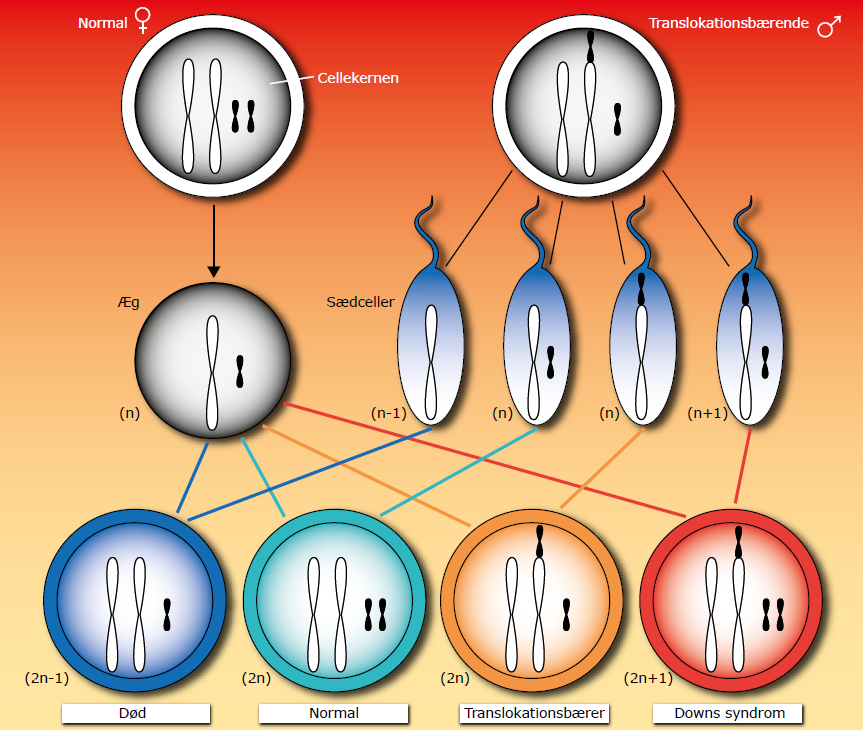 Normal ♀
Translokationsbærende ♂
Cellekernen
Æg
Sædceller
(n)
(n-1)
(n)
(n)
(n+1)
(2n-1)
(2n)
(2n)
(2n+1)
Død
Normal
Translokationsbærer
Downs syndrom